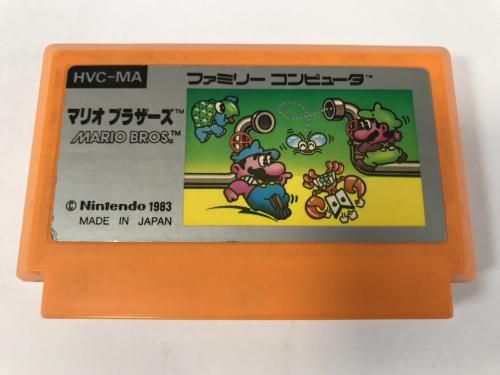 HVC-MA
ファミリー コンピュータ™
マリオ ブラザーズ™
MARIO BROS.™
© Nintendo 1983
MADE IN JAPAN